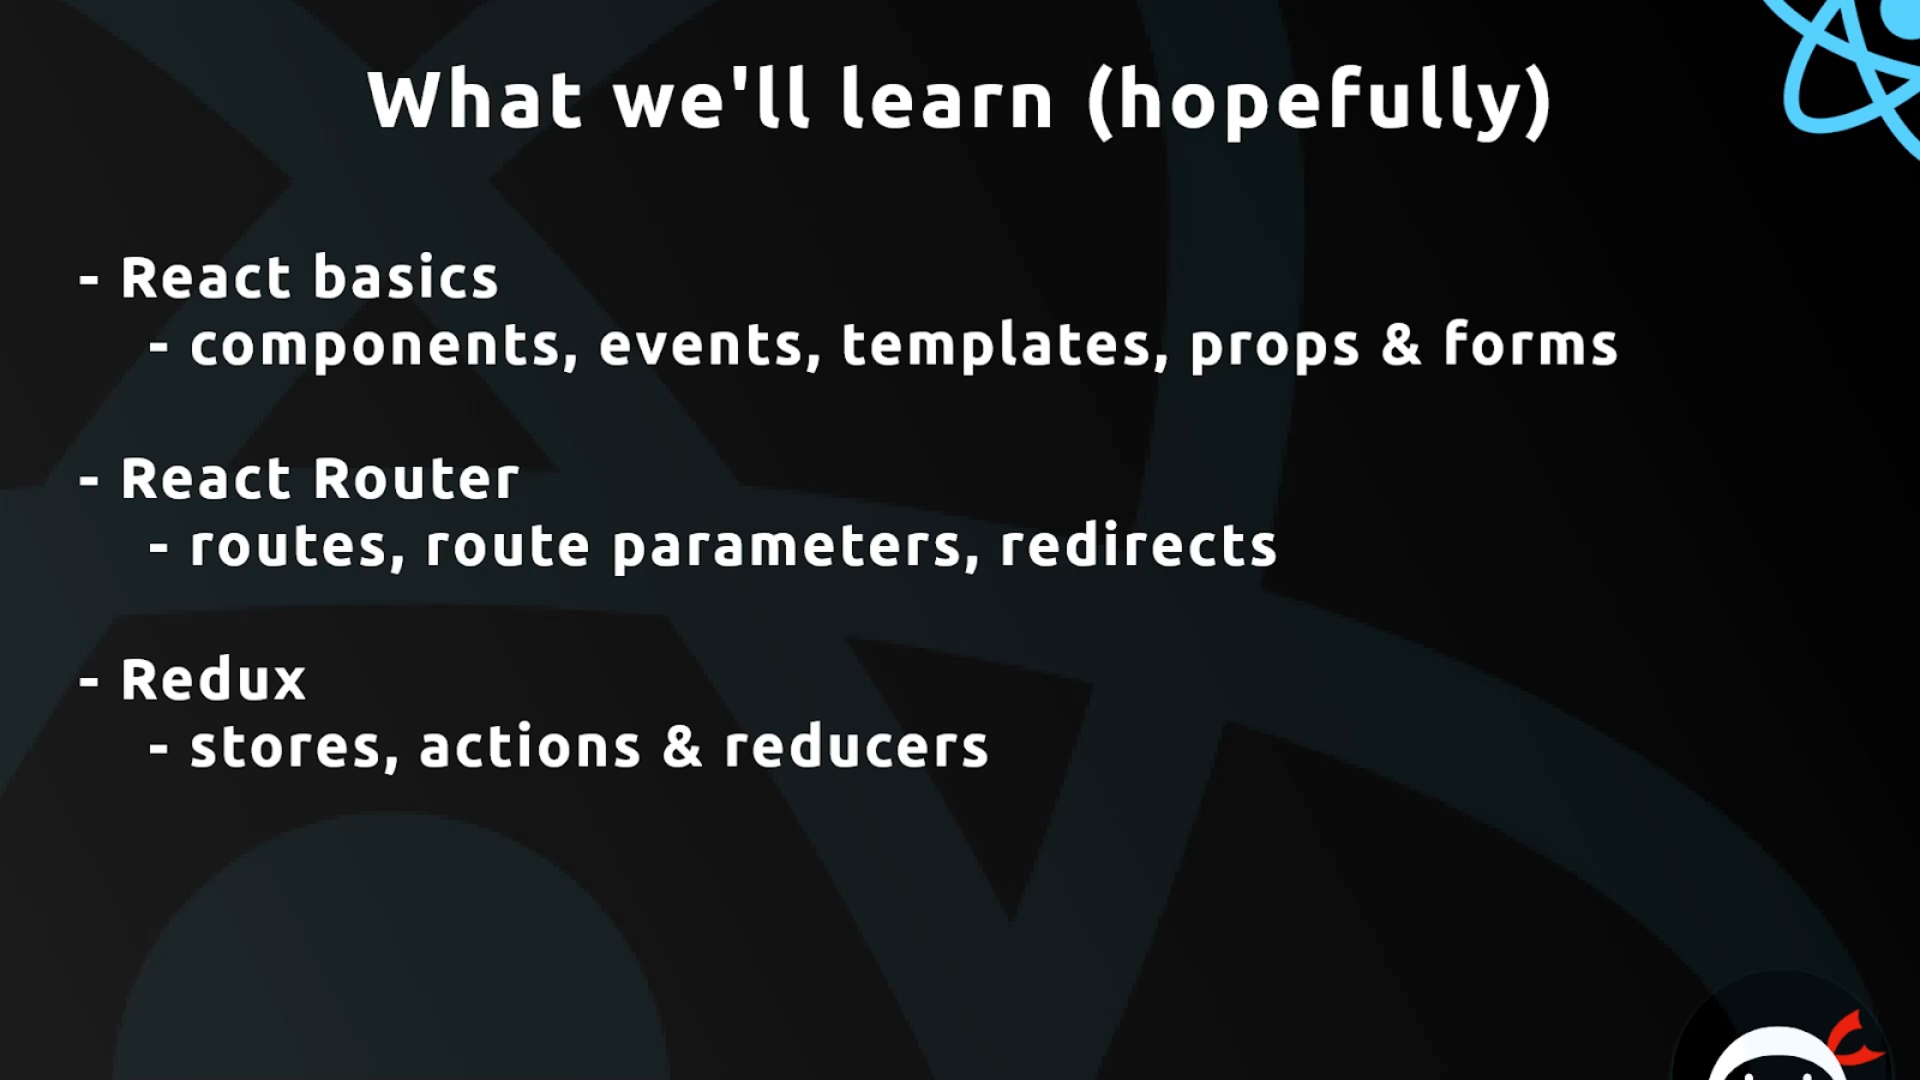 What we'll learn (hopefully)
- React basics
- components, events, templates, props & forms
- React Router
- routes, route parameters, redirects
- Redux
- stores, actions & reducers